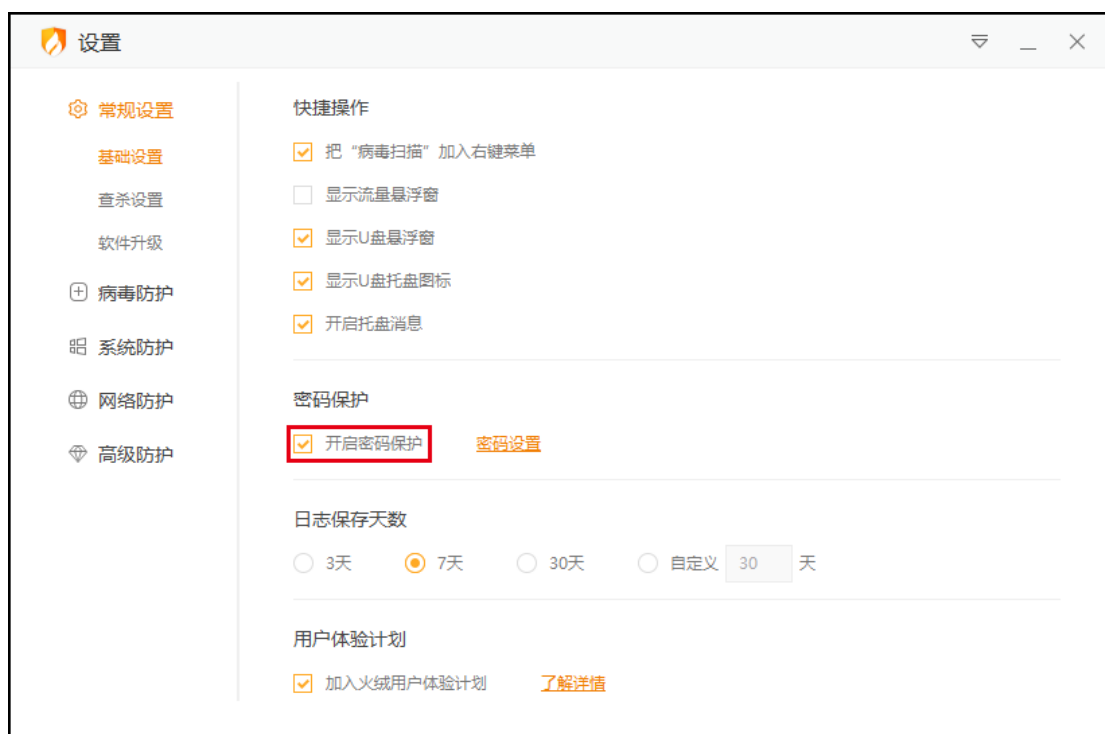 设置
常规设置
基础设置
查杀设置
软件升级
病毒防护
系统防护
网络防护
高级防护
快捷操作
把“病毒扫描”加入右键菜单
显示流量悬浮窗
显示U盘悬浮窗
显示U盘托盘图标
开启托盘消息
密码保护
开启密码保护 密码设置
日志保存天数
3天 7天 30天 自定义 30 天
用户体验计划
加入火绒用户体验计划 了解详情